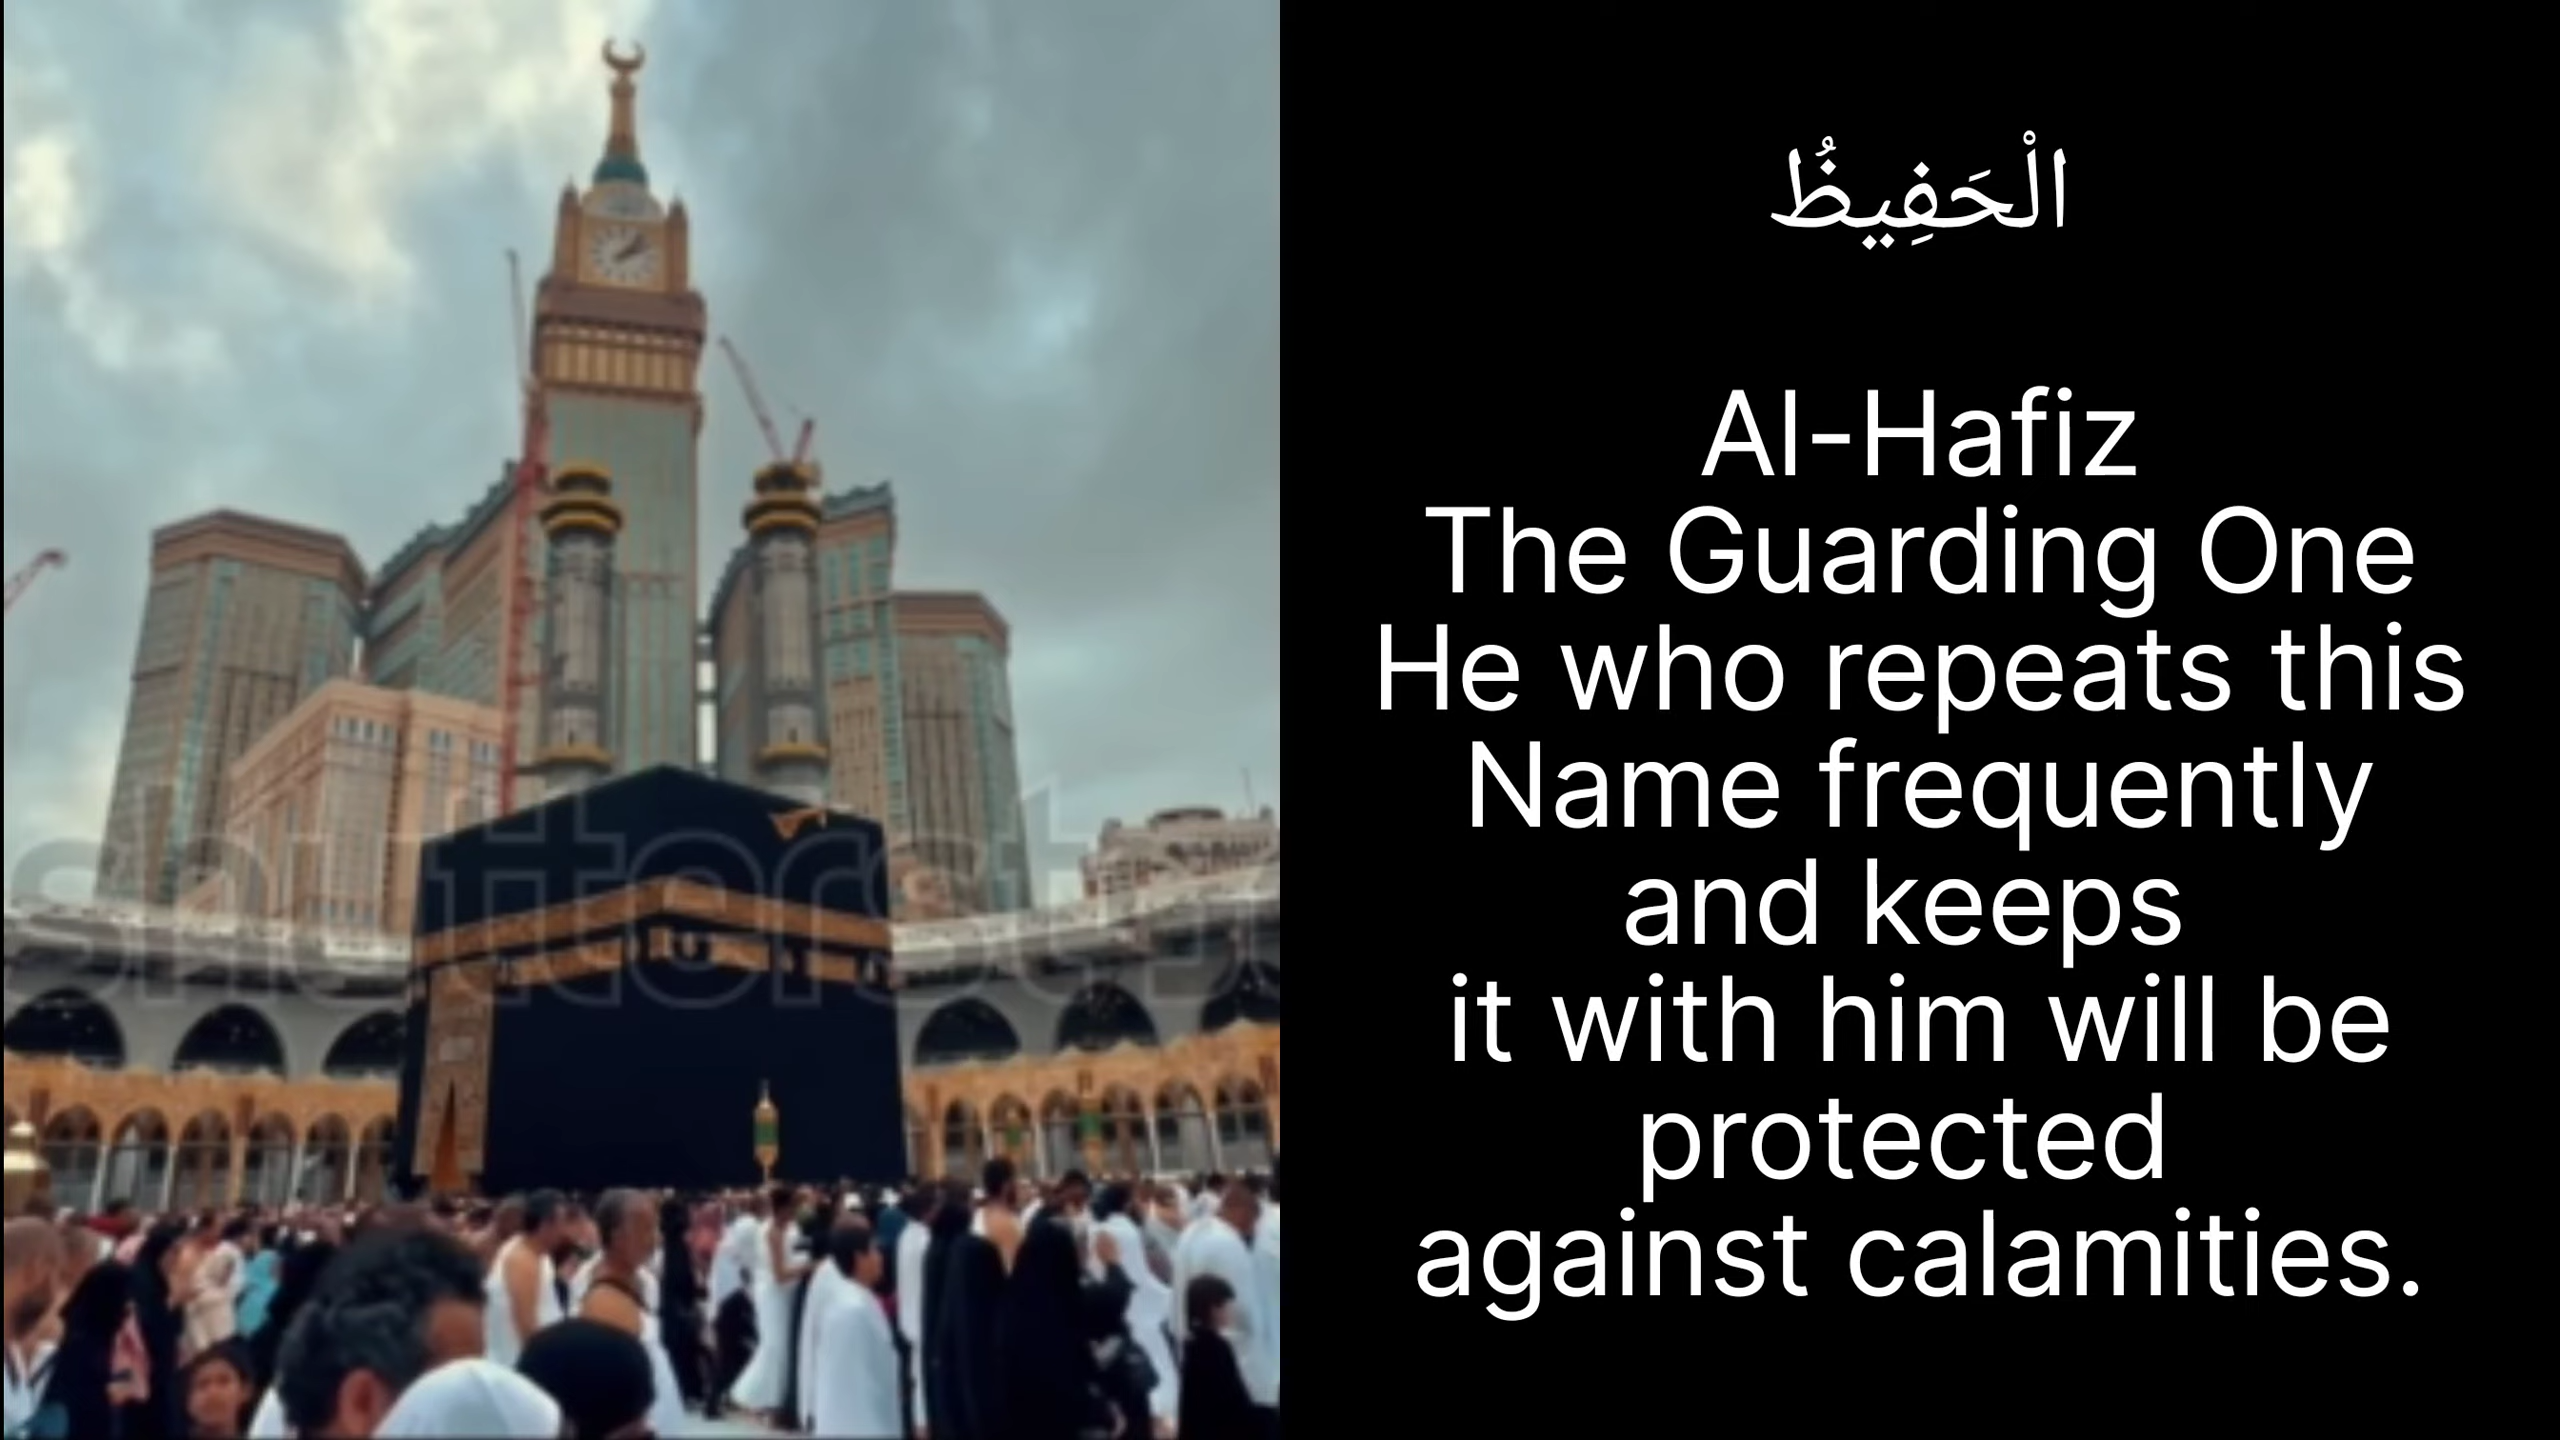 الْحَفِيظُ
Al-Hafiz
The Guarding One
He who repeats this
Name frequently
and keeps
it with him will be
protected
against calamities.
shutterst